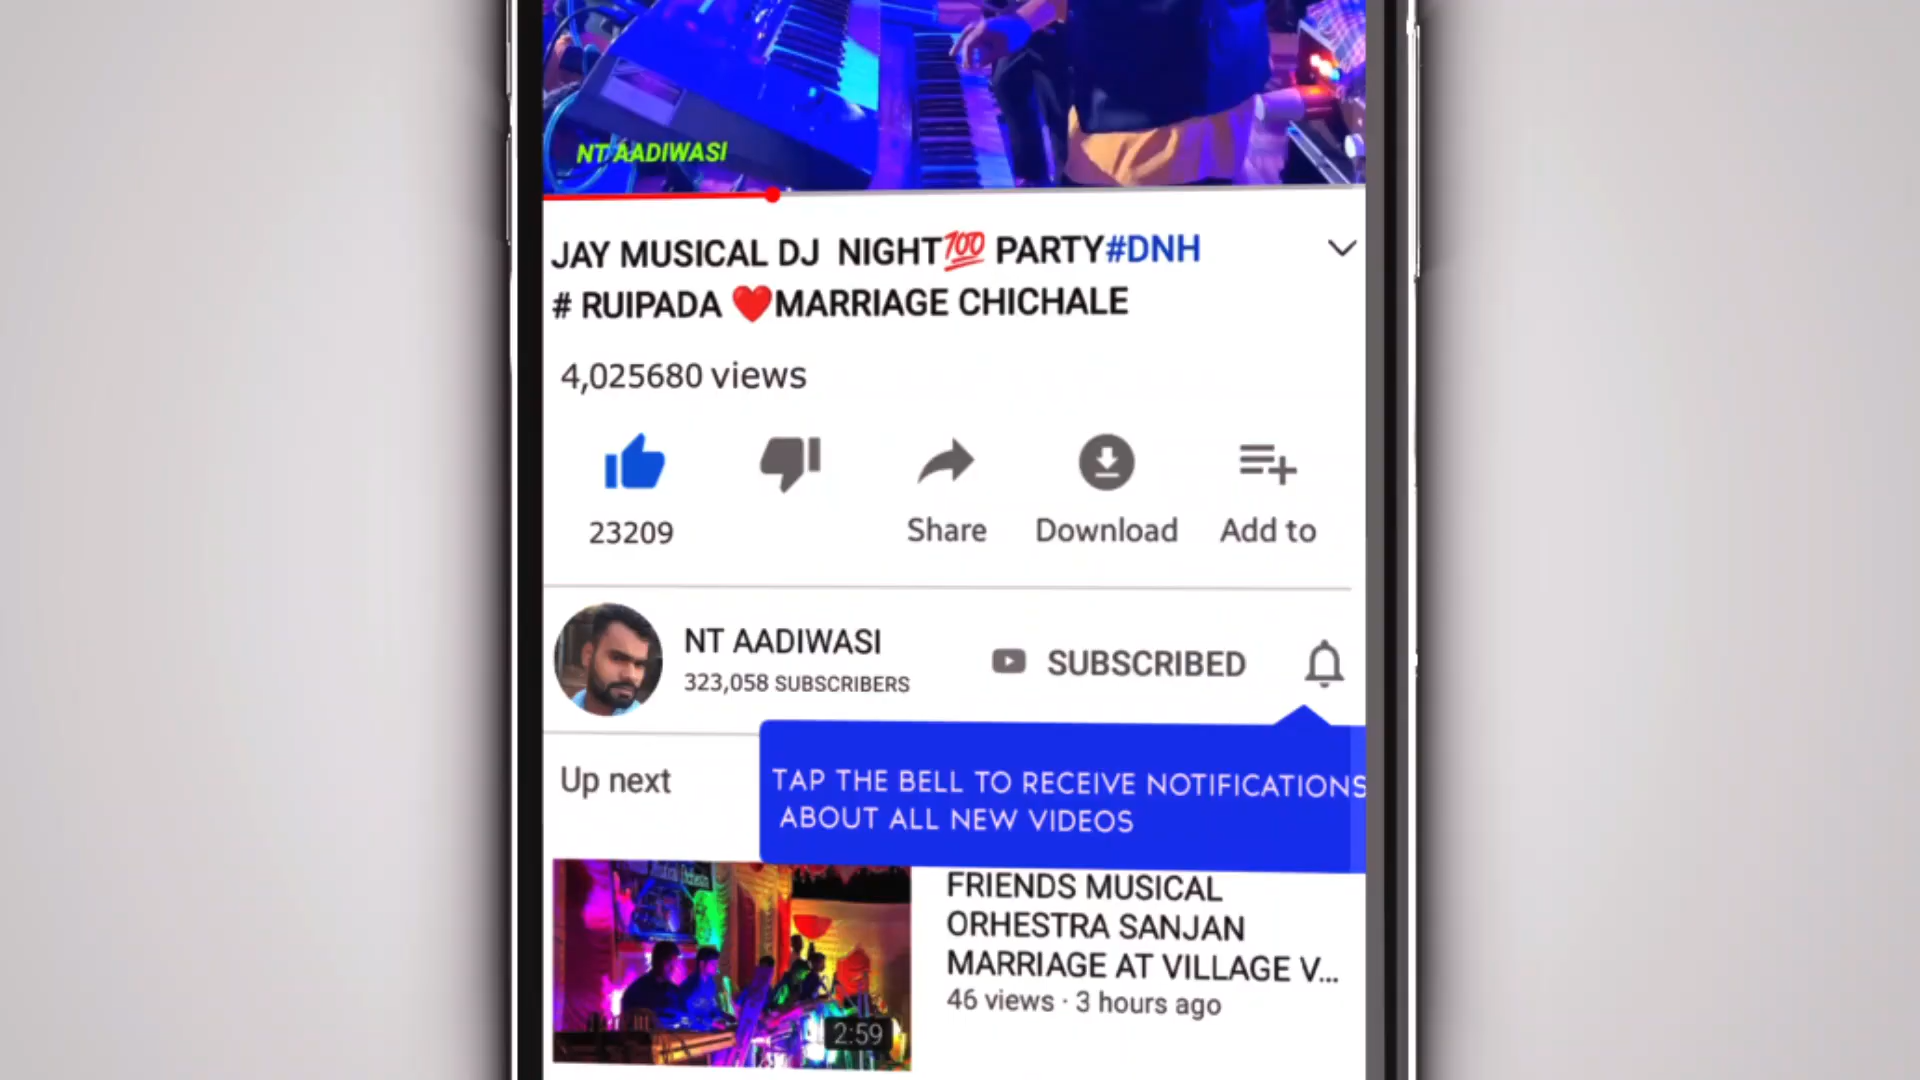 NT AADIWASI
JAY MUSICAL DJ NIGHT💯 PARTY#DNH
# RUIPADA ❤️MARRIAGE CHICHALE
4,025680 views
23209
Share
Download
Add to
NT AADIWASI
323,058 SUBSCRIBERS
SUBSCRIBED
TAP THE BELL TO RECEIVE NOTIFICATIONS
ABOUT ALL NEW VIDEOS
Up next
FRIENDS MUSICAL
ORHESTRA SANJAN
MARRIAGE AT VILLAGE V...
46 views · 3 hours ago
2:59